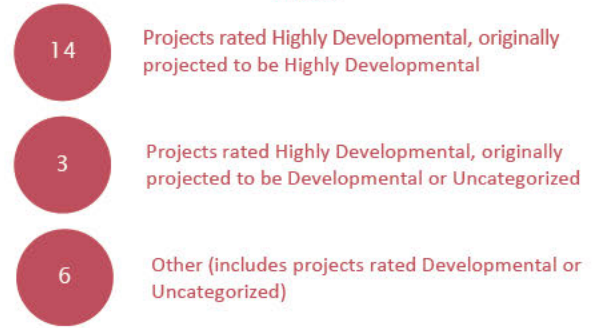 14
Projects rated Highly Developmental, originally
projected to be Highly Developmental
3
Projects rated Highly Developmental, originally
projected to be Developmental or Uncategorized
6
Other (includes projects rated Developmental or
Uncategorized)